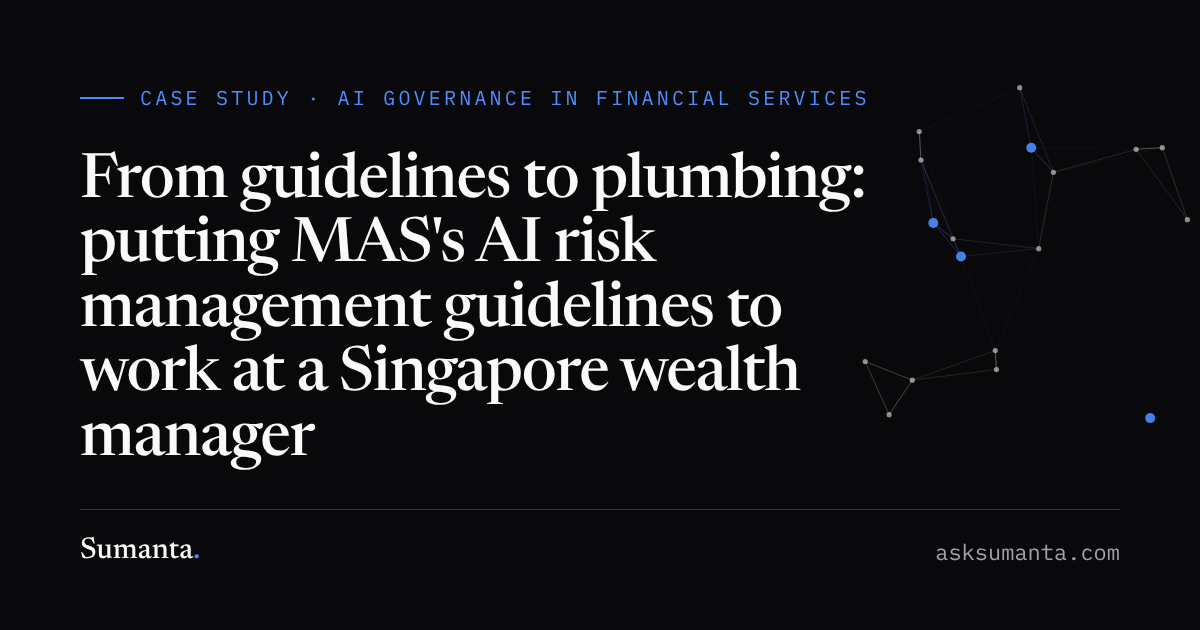 CASE STUDY · AI GOVERNANCE IN FINANCIAL SERVICES
From guidelines to plumbing:
putting MAS's AI risk
management guidelines to
work at a Singapore wealth
manager
Sumanta.
asksumanta.com